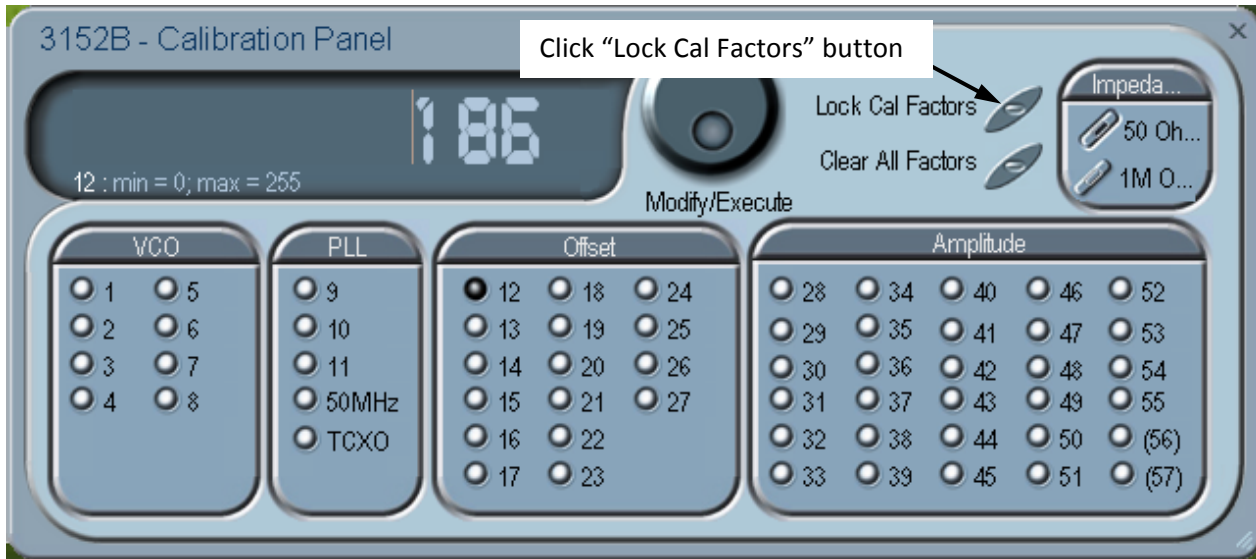 3152B - Calibration Panel
Click “Lock Cal Factors” button
186
12 : min = 0; max = 255
Modify/Execute
Lock Cal Factors
Clear All Factors
Impeda...
50 Oh...
1M O...
VCO
1 5
2 6
3 7
4 8
PLL
9
10
11
50MHz
TCXO
Offset
12 18 24
13 19 25
14 20 26
15 21 27
16 22
17 23
Amplitude
28 34 40 46 52
29 35 41 47 53
30 36 42 48 54
31 37 43 49 55
32 38 44 50 (56)
33 39 45 51 (57)